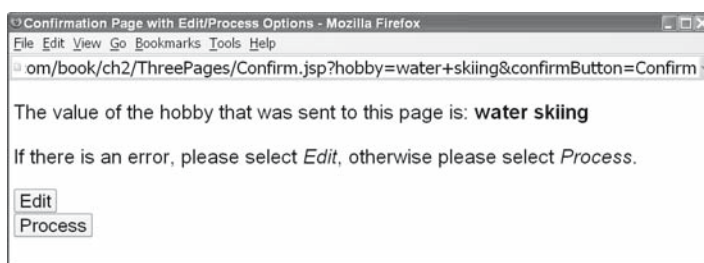 Confirmation Page with Edit/Process Options - Mozilla Firefox
File Edit View Go Bookmarks Tools Help
om/book/ch2/ThreePages/Confirm.jsp?hobby=water+skiing&confirmButton=Confirm
The value of the hobby that was sent to this page is: water skiing
If there is an error, please select Edit, otherwise please select Process.
Edit
Process